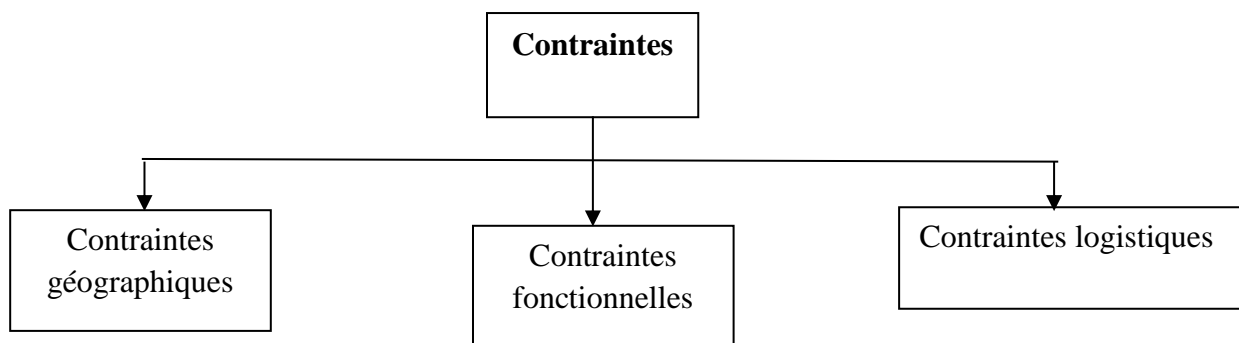 Contraintes
Contraintes
géographiques
Contraintes
fonctionnelles
Contraintes logistiques